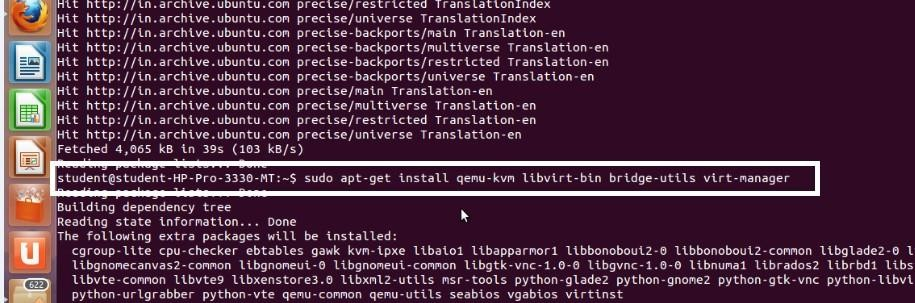 Hit http://in.archive.ubuntu.com precise/restricted TranslationIndex
Hit http://in.archive.ubuntu.com precise/universe TranslationIndex
Hit http://in.archive.ubuntu.com precise-backports/main Translation-en
Hit http://in.archive.ubuntu.com precise-backports/multiverse Translation-en
Hit http://in.archive.ubuntu.com precise-backports/restricted Translation-en
Hit http://in.archive.ubuntu.com precise-backports/universe Translation-en
Hit http://in.archive.ubuntu.com precise/main Translation-en
Hit http://in.archive.ubuntu.com precise/multiverse Translation-en
Hit http://in.archive.ubuntu.com precise/restricted Translation-en
Hit http://in.archive.ubuntu.com precise/universe Translation-en
Fetched 4,065 kB in 39s (103 kB/s)
Reading package lists... Done
student@student-HP-Pro-3330-MT:~$ sudo apt-get install qemu-kvm libvirt-bin bridge-utils virt-manager
Reading package lists... Done
Building dependency tree
Reading state information... Done
The following extra packages will be installed:
cgroup-lite cpu-checker ebtables gawk kvm-ipxe libaio1 libapparmor1 libbonoboui2-0 libbonoboui2-common libglade2-0 l
libgnomecanvas2-common libgnomeui-0 libgnomeui-common libgtk-vnc-1.0-0 libgvnc-1.0-0 libnuma1 librados2 librbd1 libs
libvte-common libvte9 libxenstore3.0 libxml2-utils msr-tools python-glade2 python-gnome2 python-gtk-vnc python-libvi
python-urlgrabber python-vte qemu-common qemu-utils seabios vgabios virtinst
622